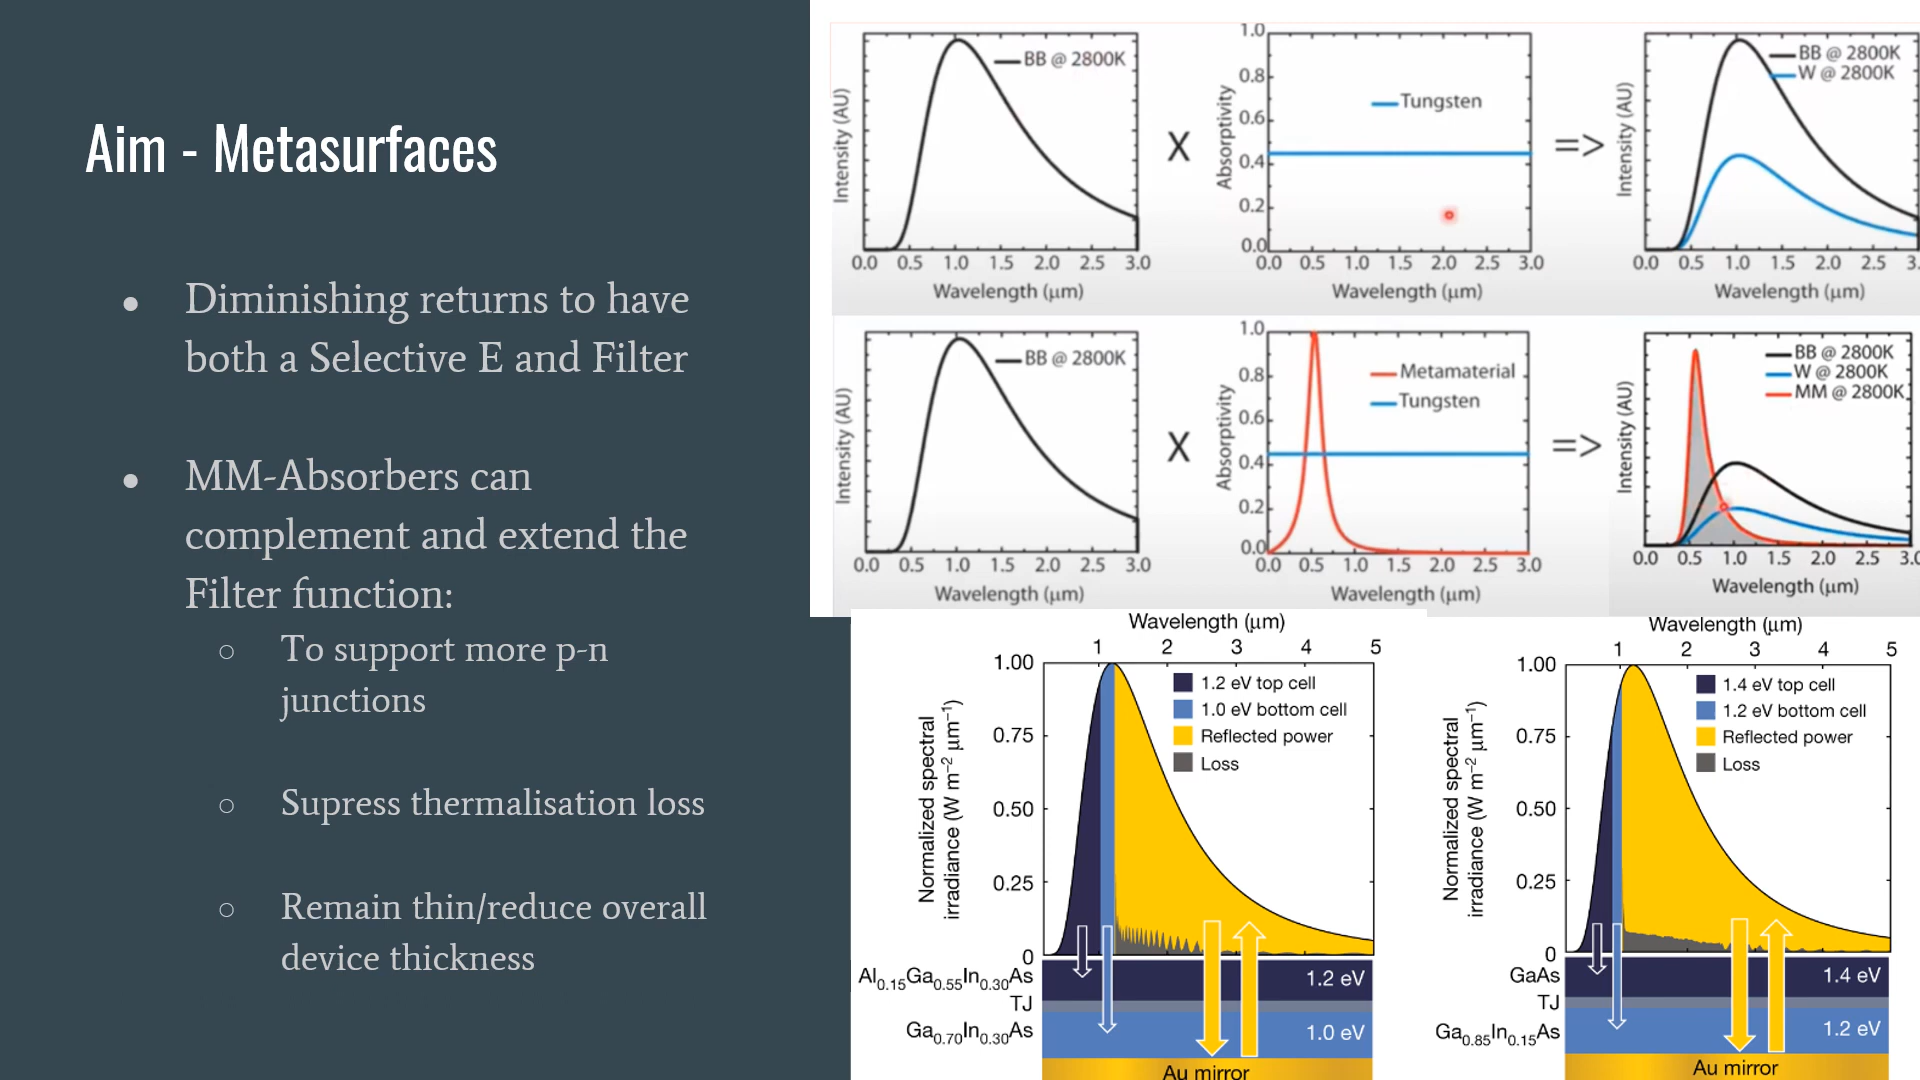 Aim - Metasurfaces
● Diminishing returns to have
both a Selective E and Filter
● MM-Absorbers can
complement and extend the
Filter function:
○ To support more p-n
junctions
○ Supress thermalisation loss
○ Remain thin/reduce overall
device thickness
Intensity (AU)
BB @ 2800K
0.0 0.5 1.0 1.5 2.0 2.5 3.0
Wavelength (μm)
X
Absorptivity
1.0
0.8
0.6
0.4
0.2
0.0
Tungsten
0.0 0.5 1.0 1.5 2.0 2.5 3.0
Wavelength (μm)
=>
Intensity (AU)
BB @ 2800K
W @ 2800K
0.0 0.5 1.0 1.5 2.0 2.5 3.
Wavelength (μm)
Intensity (AU)
BB @ 2800K
0.0 0.5 1.0 1.5 2.0 2.5 3.0
Wavelength (μm)
X
Absorptivity
1.0
0.8
0.6
0.4
0.2
0.0
Metamaterial
Tungsten
0.0 0.5 1.0 1.5 2.0 2.5 3.0
Wavelength (μm)
=>
Intensity (AU)
BB @ 2800K
W @ 2800K
MM @ 2800K
0.0 0.5 1.0 1.5 2.0 2.5 3.0
Wavelength (μm)
Wavelength (μm)
1 2 3 4 5
Normalized spectral
irradiance (W m−2 μm−1)
1.00
0.75
0.50
0.25
0
1.2 eV top cell
1.0 eV bottom cell
Reflected power
Loss
Al0.15Ga0.55In0.30As
1.2 eV
TJ
Ga0.70In0.30As
1.0 eV
Au mirror
Wavelength (μm)
1 2 3 4 5
Normalized spectral
irradiance (W m−2 μm−1)
1.00
0.75
0.50
0.25
0
1.4 eV top cell
1.2 eV bottom cell
Reflected power
Loss
GaAs
1.4 eV
TJ
Ga0.85In0.15As
1.2 eV
Au mirror